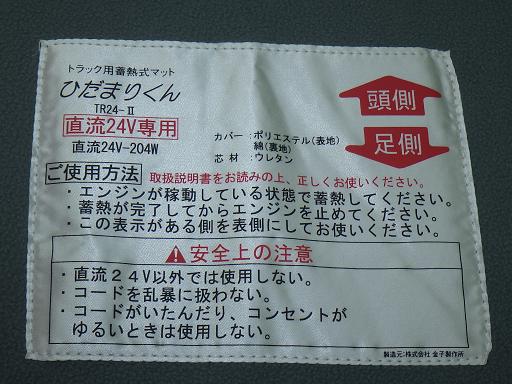 トラック用蓄熱式マット
ひだまりくん
TR24-Ⅱ
直流24V専用
直流24V-204W
カバー:ポリエステル(表地)
綿(裏地)
芯材:ウレタン
頭側
足側
ご使用方法
取扱説明書をお読みの上、正しくお使いください。
・エンジンが稼動している状態で蓄熱してください。
・蓄熱が完了してからエンジンを止めてください。
・この表示がある側を表側にしてお使いください。
安全上の注意
・直流24V以外では使用しない。
・コードを乱暴に扱わない。
・コードがいたんだり、コンセントが
ゆるいときは使用しない。
製造元:株式会社 金子製作所